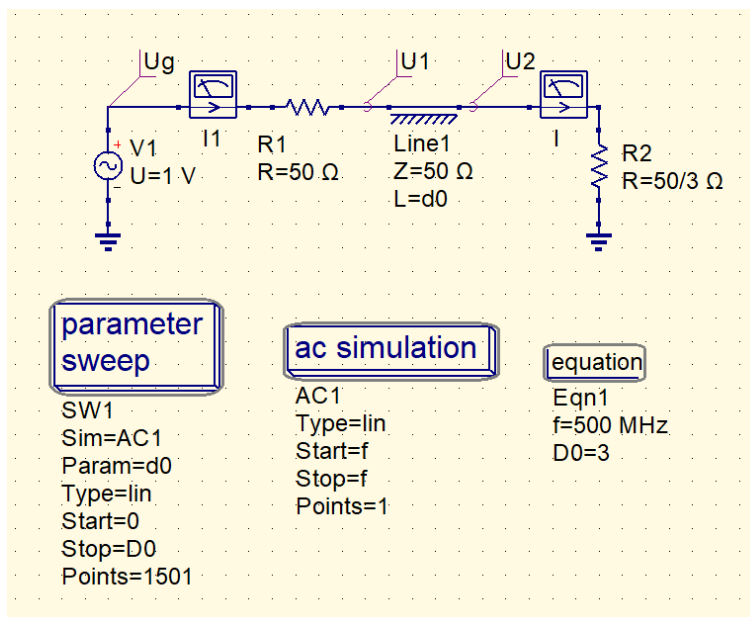 Ug
U1
U2
I1
I
V1
U=1 V
R1
R=50 Ω
Line1
Z=50 Ω
L=d0
R2
R=50/3 Ω
parameter
sweep
SW1
Sim=AC1
Param=d0
Type=lin
Start=0
Stop=D0
Points=1501
ac simulation
AC1
Type=lin
Start=f
Stop=f
Points=1
equation
Eqn1
f=500 MHz
D0=3